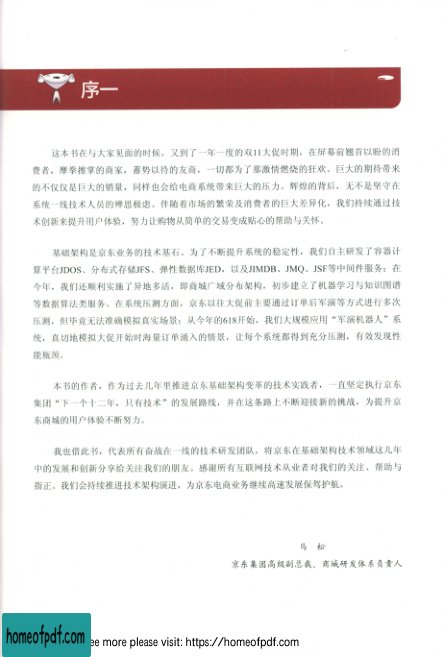 序一
这本书在与大家见面的时候，又到了一年一度的双11大促时期，在屏幕前翘首以盼的消
费者，摩拳擦掌的商家，蓄势以待的友商，一切都为了那激情燃烧的狂欢。巨大的期待带来
的不仅仅是巨大的销量，同样也会给电商系统带来巨大的压力。辉煌的背后，无不是坚守在
系统一线技术人员的殚思极虑。伴随着市场的繁荣及消费者的巨大差异化，我们持续通过技
术创新来提升用户体验，努力让购物从简单的交易变成贴心的帮助与关怀。
基础架构是京东业务的技术基石。为了不断提升系统的稳定性，我们自主研发了容器计
算平台JDOS、分布式存储JFS、弹性数据库JED，以及JIMDB、JMQ、JSF等中间件服务；在
今年，我们还顺利实施了异地多活，即商城广域分布架构，初步建立了机器学习与知识图谱
等数据算法类服务。在系统压测方面，京东以往大促前主要通过订单后军演等方式进行多次
压测，但毕竟无法准确模拟真实场景；从今年的618开始，我们大规模应用“军演机器人”系
统，真切地模拟大促开始时海量订单涌入的情景，让每个系统都得到充分压测，有效发现性
能瓶颈。
本书的作者，作为过去几年里推进京东基础架构变革的技术实践者，一直坚定执行京东
集团“下一个十二年，只有技术”的发展路线，并在这条路上不断迎接新的挑战，为提升京
东商城的用户体验不断努力。
我也借此书，代表所有奋战在一线的技术研发团队，将京东在基础架构技术领域这几年
中的发展和创新分享给关注我们的朋友。感谢所有互联网技术从业者对我们的关注、帮助与
指正。我们会持续推进技术架构演进，为京东电商业务继续高速发展保驾护航。
马 松
京东集团高级副总裁、商城研发体系负责人
homeofpdf.com
ee more please visit: https://homeofpdf.com